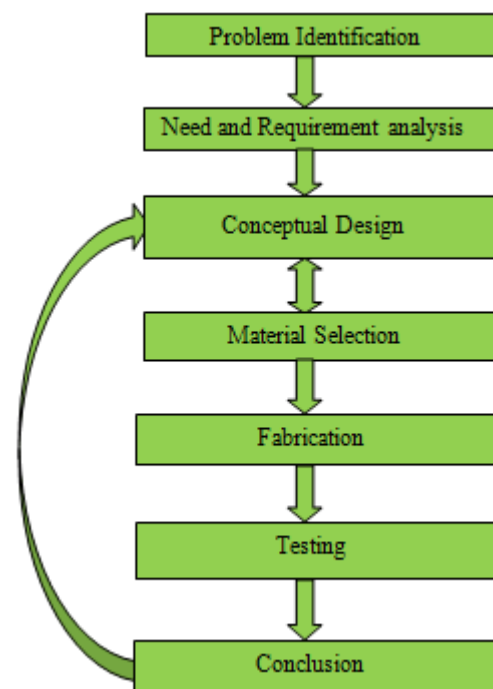 Problem Identification
Need and Requirement analysis
Conceptual Design
Material Selection
Fabrication
Testing
Conclusion